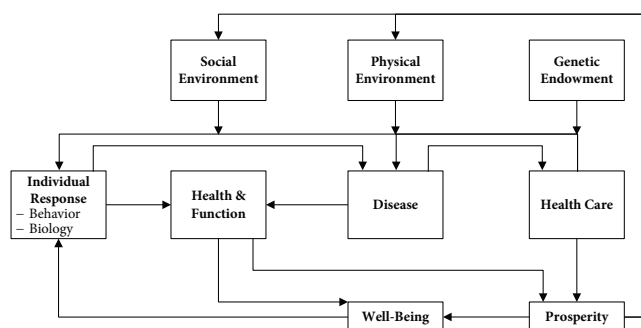 Social
Environment
Physical
Environment
Genetic
Endowment
Individual
Response
– Behavior
– Biology
Health &
Function
Disease
Health Care
Well-Being
Prosperity